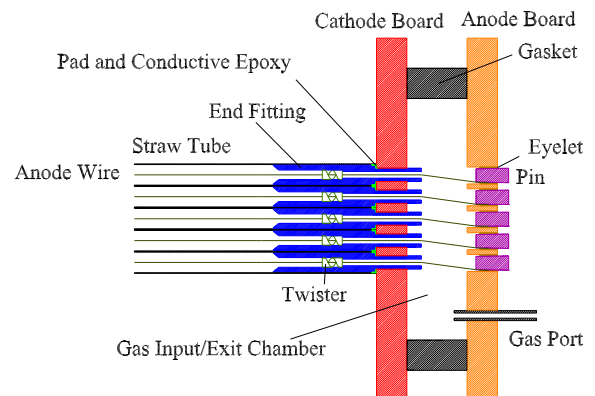 Cathode Board
Anode Board
Gasket
Pad and Conductive Epoxy
End Fitting
Straw Tube
Eyelet
Anode Wire
Pin
Twister
Gas Port
Gas Input/Exit Chamber